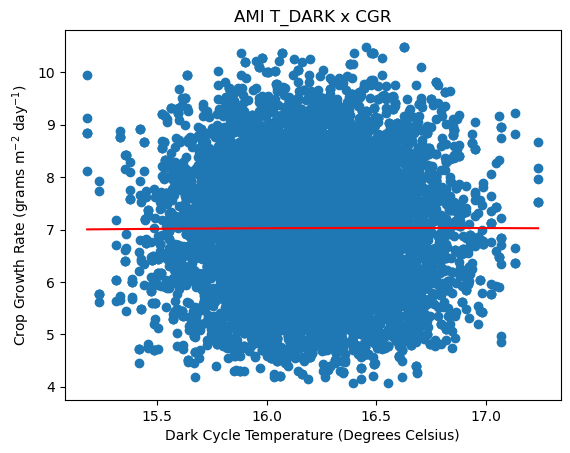 AMI T_DARK x CGR
Crop Growth Rate (grams m⁻² day⁻¹)
10
9
8
7
6
5
4
15.5 16.0 16.5 17.0
Dark Cycle Temperature (Degrees Celsius)